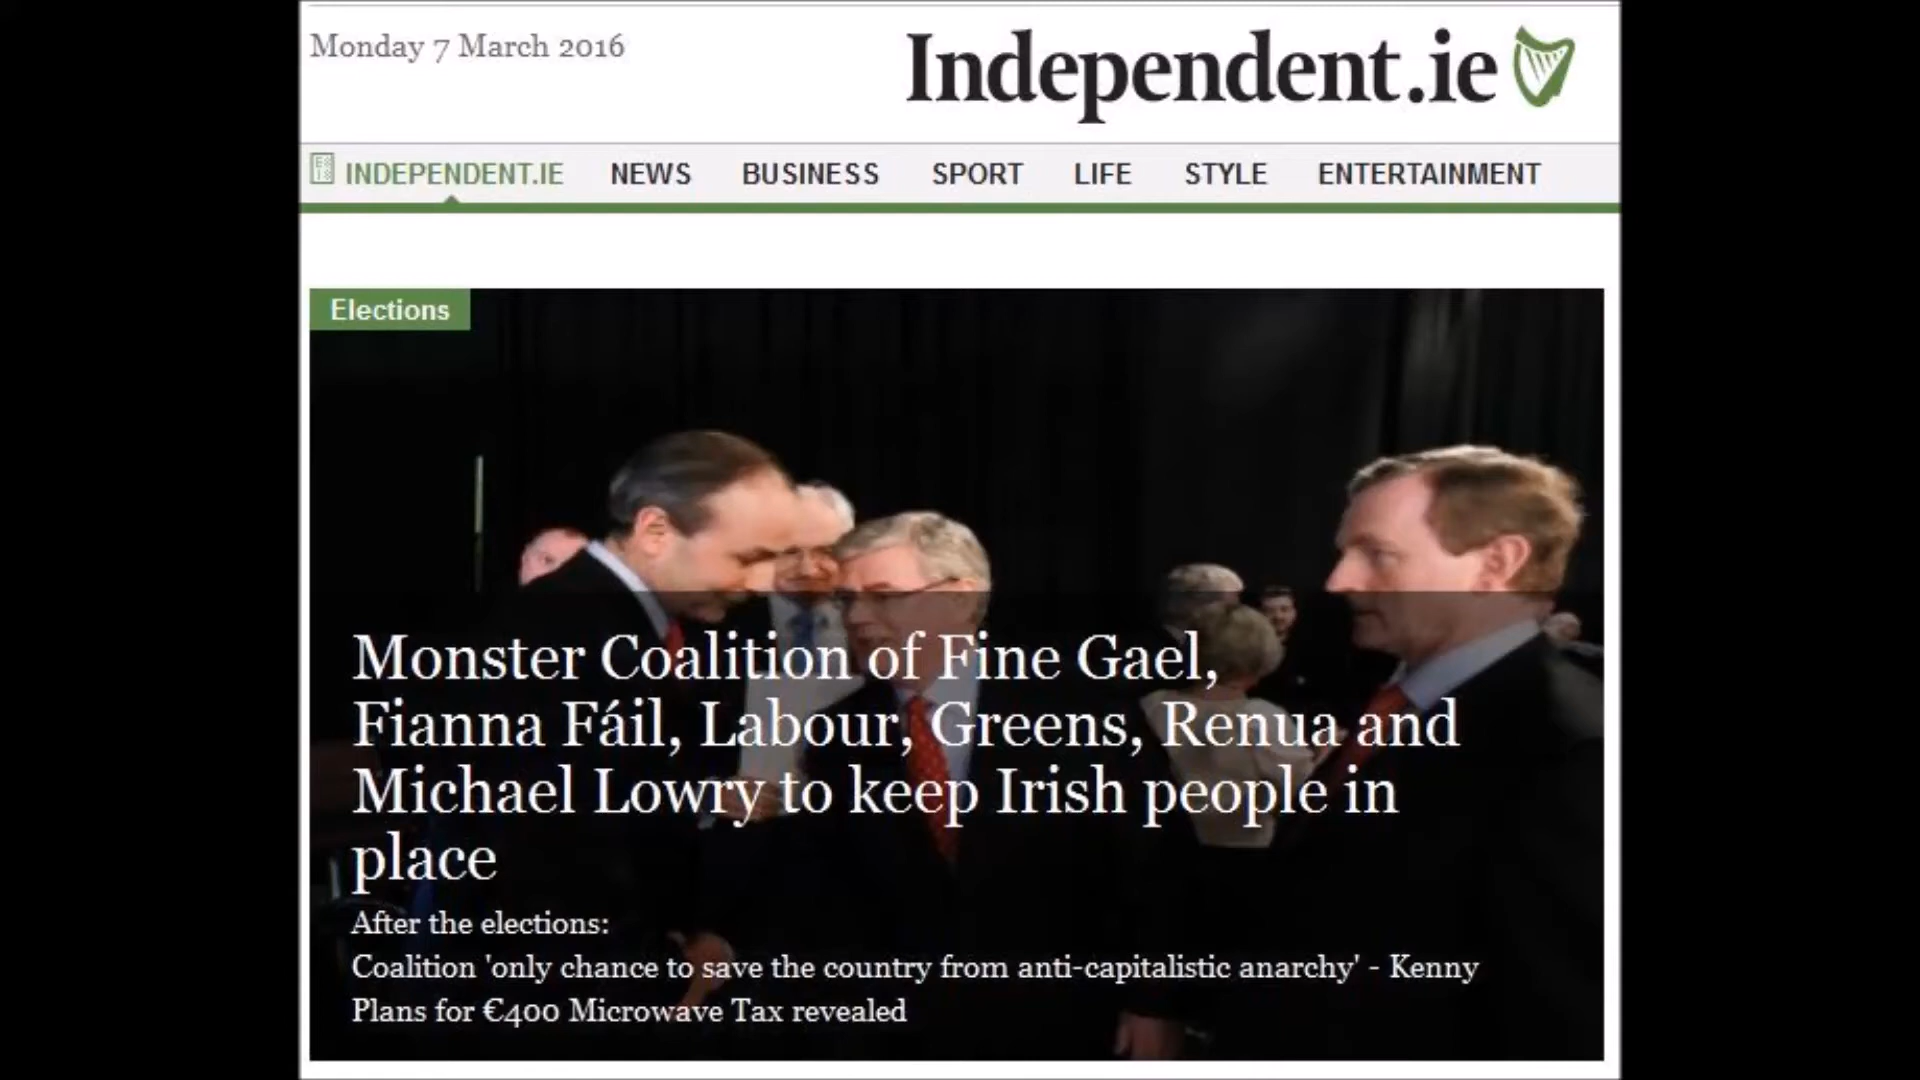 Monday 7 March 2016
Independent.ie
INDEPENDENT.IE NEWS BUSINESS SPORT LIFE STYLE ENTERTAINMENT
Elections
Monster Coalition of Fine Gael,
Fianna Fáil, Labour, Greens, Renua and
Michael Lowry to keep Irish people in
place
After the elections:
Coalition 'only chance to save the country from anti-capitalistic anarchy' - Kenny
Plans for €400 Microwave Tax revealed